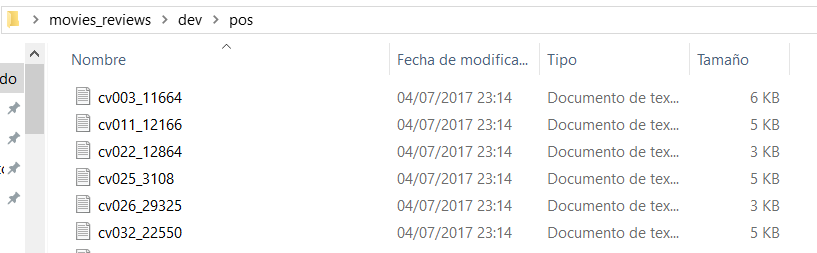 movies_reviews > dev > pos
Nombre Fecha de modifica... Tipo Tamaño
do
cv003_11664 04/07/2017 23:14 Documento de tex... 6 KB
cv011_12166 04/07/2017 23:14 Documento de tex... 5 KB
cv022_12864 04/07/2017 23:14 Documento de tex... 3 KB
cv025_3108 04/07/2017 23:14 Documento de tex... 5 KB
cv026_29325 04/07/2017 23:14 Documento de tex... 3 KB
cv032_22550 04/07/2017 23:14 Documento de tex... 5 KB